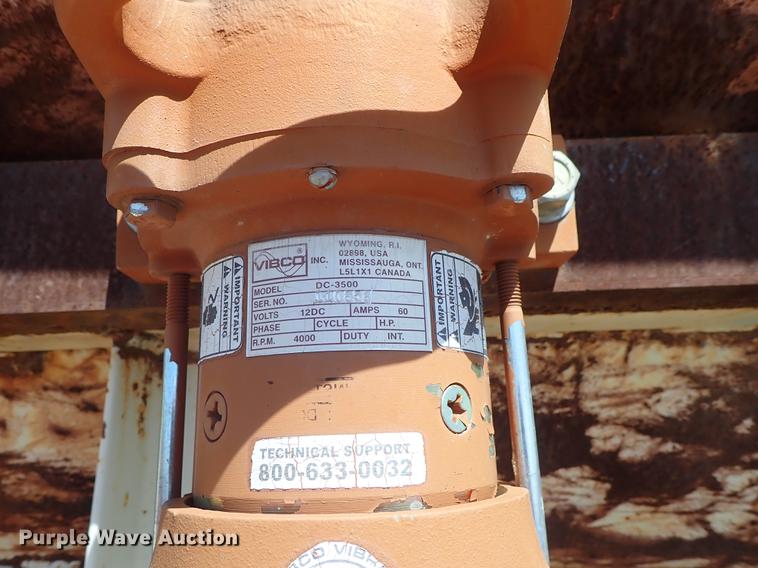 VIBCO ® INC.
WYOMING, R.I.
02898, USA
MISSISSAUGA, ONT.
L5L1X1 CANADA
MODEL DC-3500
SER. NO.
VOLTS 12DC AMPS 60
PHASE CYCLE H.P.
R.P.M. 4000 DUTY INT.
IMPORTANT
WARNING
IMPORTANT
WARNING
TECHNICAL SUPPORT
800-633-0032
Purple Wave Auction